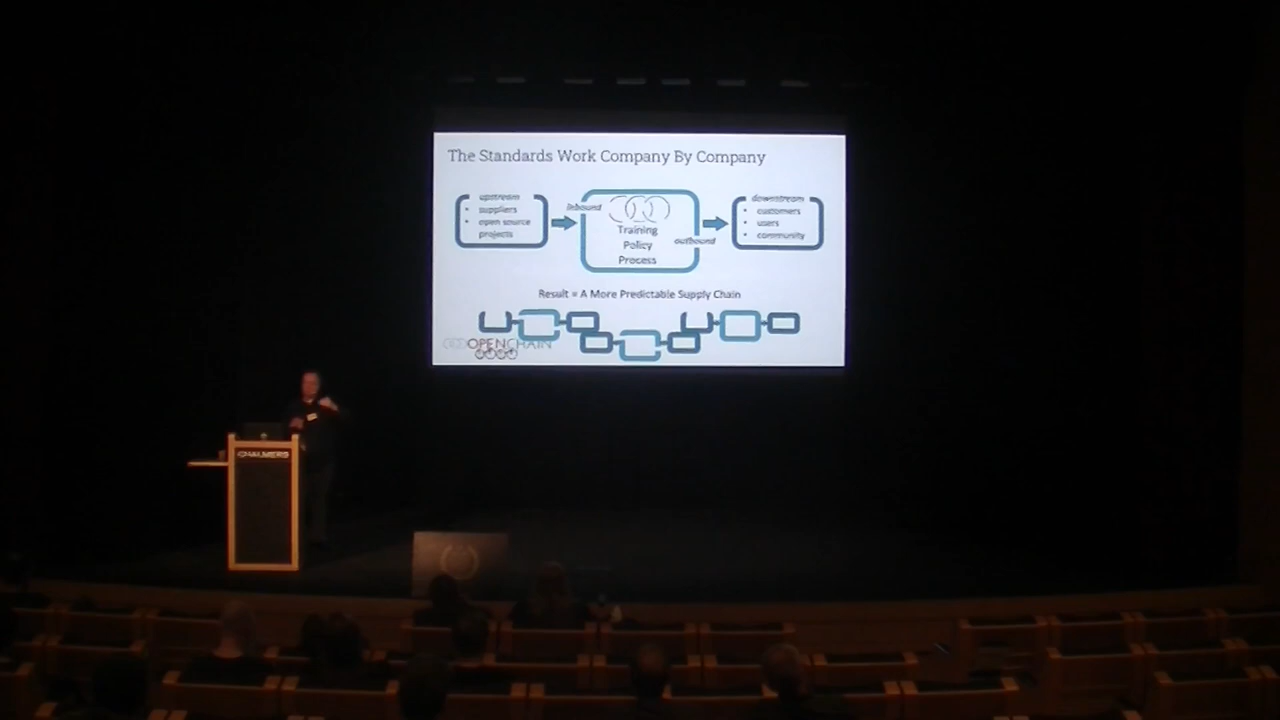 The Standards Work Company By Company
upstream
• suppliers
• open source
projects
inbound
Training
Policy
Process
outbound
downstream
• customers
• users
• community
Result = A More Predictable Supply Chain
OPENCHAIN
CHALMERS